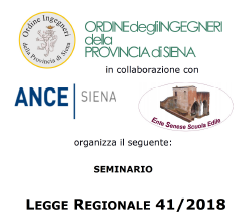 Ordine Ingegneri
della Provincia di Siena
ORDINE degli INGEGNERI
della
PROVINCIA di SIENA
in collaborazione con
ANCE | SIENA
Ente Senese Scuola Edile
organizza il seguente:
SEMINARIO
LEGGE REGIONALE 41/2018